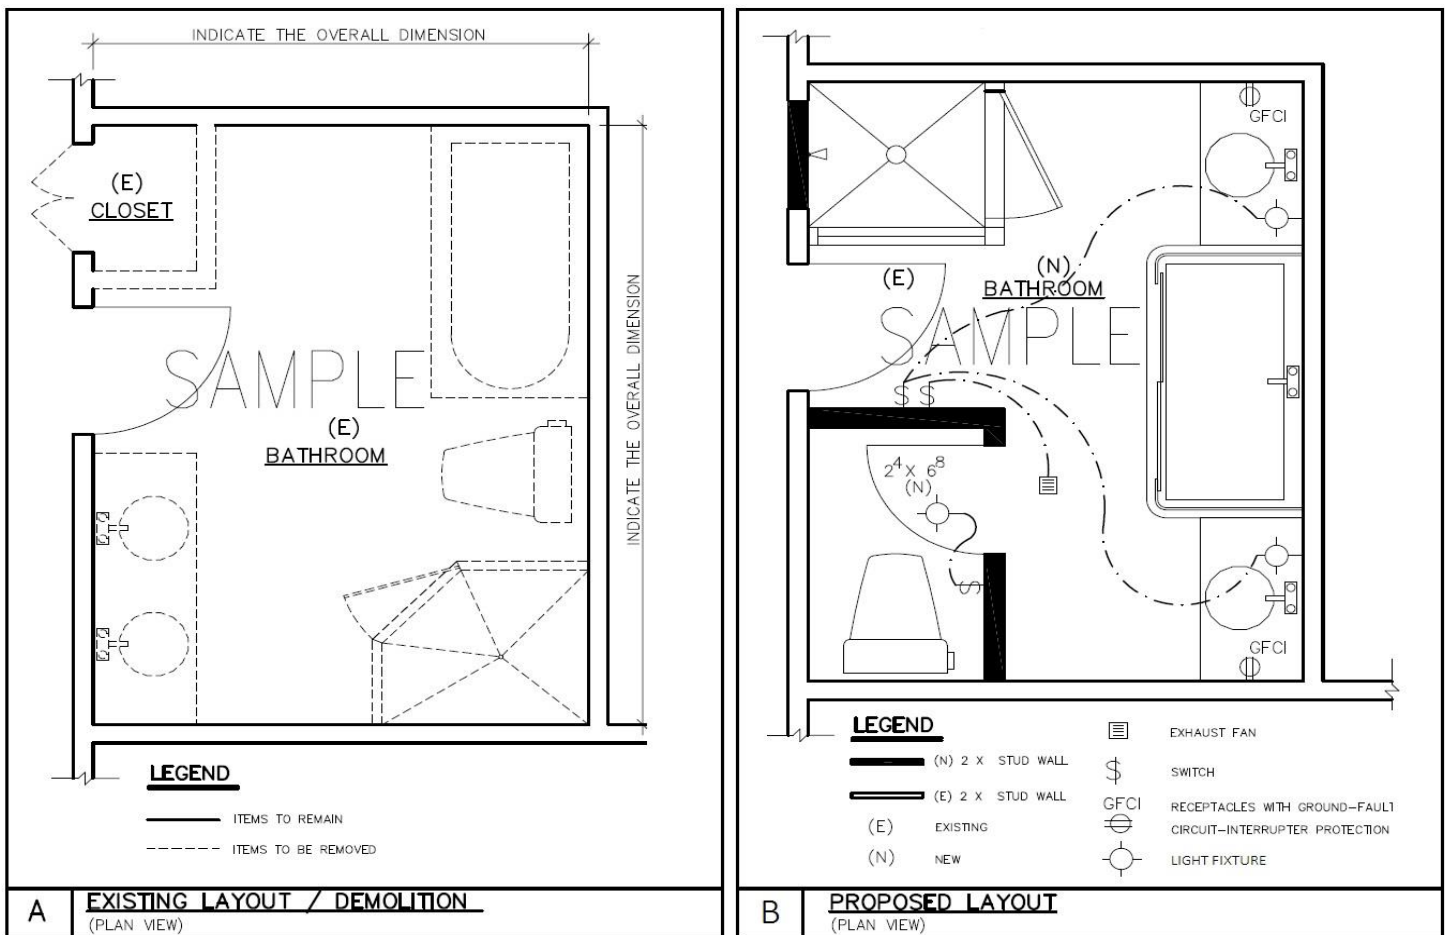 INDICATE THE OVERALL DIMENSION
(E)
CLOSET
INDICATE THE OVERALL DIMENSION
SAMPLE
(E)
BATHROOM
LEGEND
ITEMS TO REMAIN
ITEMS TO BE REMOVED
A
EXISTING LAYOUT / DEMOLITION
(PLAN VIEW)
GFCI
(E)
(N)
BATHROOM
SAMPLE
$ $
2⁴ X 6⁸
(N)
$
GFCI
LEGEND
(N) 2 X STUD WALL
(E) 2 X STUD WALL
(E) EXISTING
(N) NEW
EXHAUST FAN
$ SWITCH
GFCI RECEPTACLES WITH GROUND-FAULT
CIRCUIT-INTERRUPTER PROTECTION
LIGHT FIXTURE
B
PROPOSED LAYOUT
(PLAN VIEW)